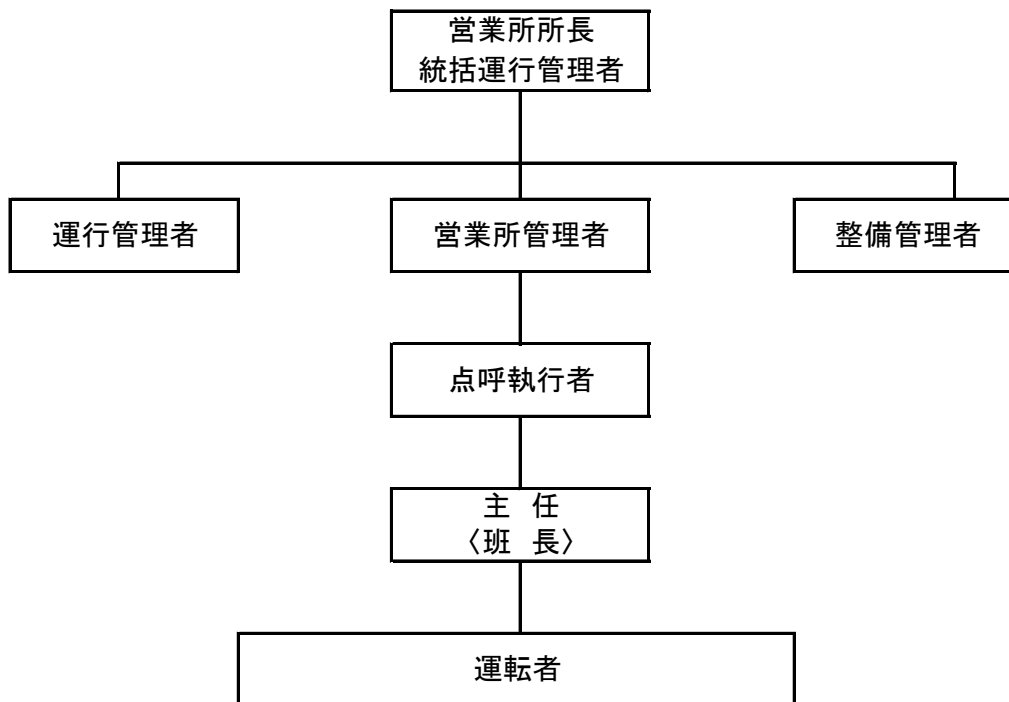 営業所所長
統括運行管理者
運行管理者
営業所管理者
整備管理者
点呼執行者
主 任
〈班 長〉
運転者